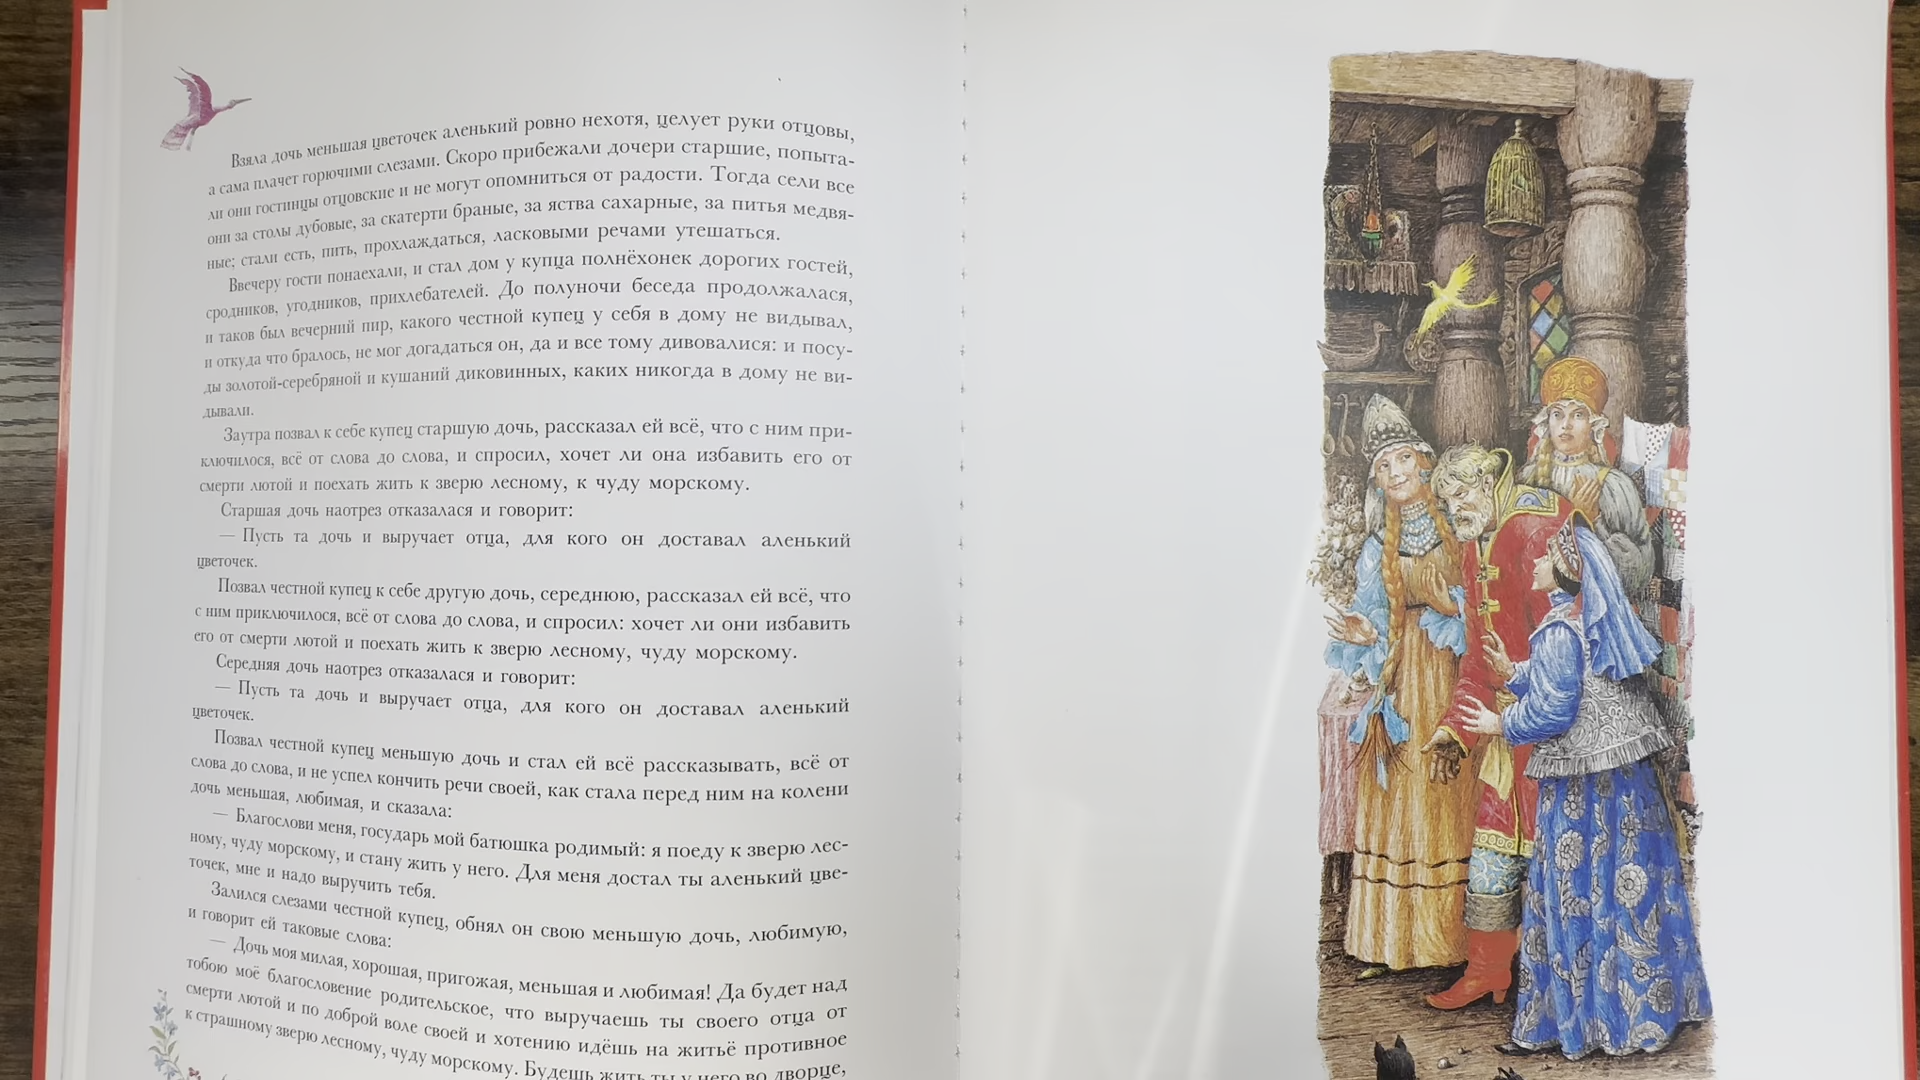 Взяла дочь меньшая цветочек аленький ровно нехотя, целует руки отцовы,
а сама плачет горючими слезами. Скоро прибежали дочери старшие, попыта-
ли они гостинцы отцовские и не могут опомниться от радости. Тогда сели все
они за столы дубовые, за скатерти браные, за яства сахарные, за питья медвя-
ные; стали есть, пить, прохлаждаться, ласковыми речами утешаться.
Ввечеру гости понаехали, и стал дом у купца полнёхонек дорогих гостей,
сродников, угодников, прихлебателей. До полуночи беседа продолжалася,
и таков был вечерний пир, какого честной купец у себя в дому не видывал,
и откуда что бралось, не мог догадаться он, да и все тому дивовалися: и посу-
ды золотой-серебряной и кушаний диковинных, каких никогда в дому не ви-
дывали.
Заутра позвал к себе купец старшую дочь, рассказал ей всё, что с ним при-
ключилося, всё от слова до слова, и спросил, хочет ли она избавить его от
смерти лютой и поехать жить к зверю лесному, к чуду морскому.
Старшая дочь наотрез отказалася и говорит:
— Пусть та дочь и выручает отца, для кого он доставал аленький
цветочек.
Позвал честной купец к себе другую дочь, середнюю, рассказал ей всё, что
с ним приключилося, всё от слова до слова, и спросил: хочет ли они избавить
его от смерти лютой и поехать жить к зверю лесному, чуду морскому.
Середняя дочь наотрез отказалася и говорит:
— Пусть та дочь и выручает отца, для кого он доставал аленький
цветочек.
Позвал честной купец меньшую дочь и стал ей всё рассказывать, всё от
слова до слова, и не успел кончить речи своей, как стала перед ним на колени
дочь меньшая, любимая, и сказала:
— Благослови меня, государь мой батюшка родимый: я поеду к зверю лес-
ному, чуду морскому, и стану жить у него. Для меня достал ты аленький цве-
точек, мне и надо выручить тебя.
Залился слезами честной купец, обнял он свою меньшую дочь, любимую,
и говорит ей таковые слова:
— Дочь моя милая, хорошая, пригожая, меньшая и любимая! Да будет над
тобою моё благословение родительское, что выручаешь ты своего отца от
смерти лютой и по доброй воле своей и хотению идёшь на житьё противное
к страшному зверю лесному, чуду морскому. Будешь жить ты у него во дворце,